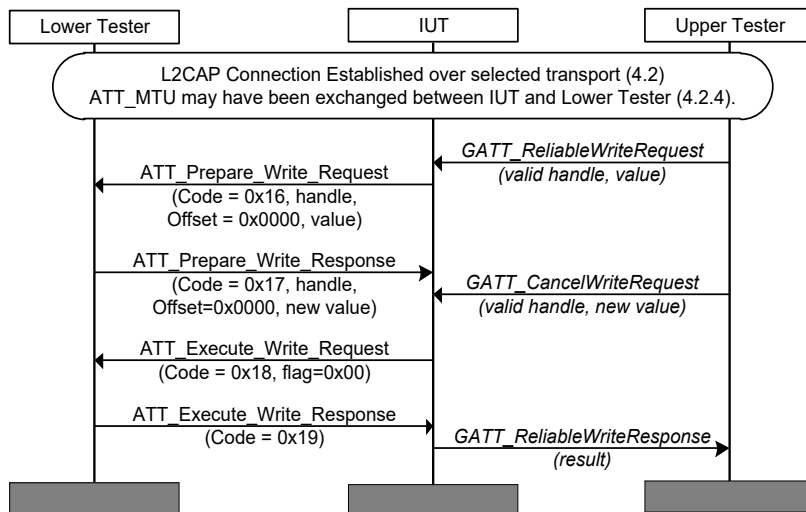 Lower Tester
IUT
Upper Tester
L2CAP Connection Established over selected transport (4.2)
ATT_MTU may have been exchanged between IUT and Lower Tester (4.2.4).
GATT_ReliableWriteRequest
(valid handle, value)
ATT_Prepare_Write_Request
(Code = 0x16, handle,
Offset = 0x0000, value)
ATT_Prepare_Write_Response
(Code = 0x17, handle,
Offset=0x0000, new value)
GATT_CancelWriteRequest
(valid handle, new value)
ATT_Execute_Write_Request
(Code = 0x18, flag=0x00)
ATT_Execute_Write_Response
(Code = 0x19)
GATT_ReliableWriteResponse
(result)